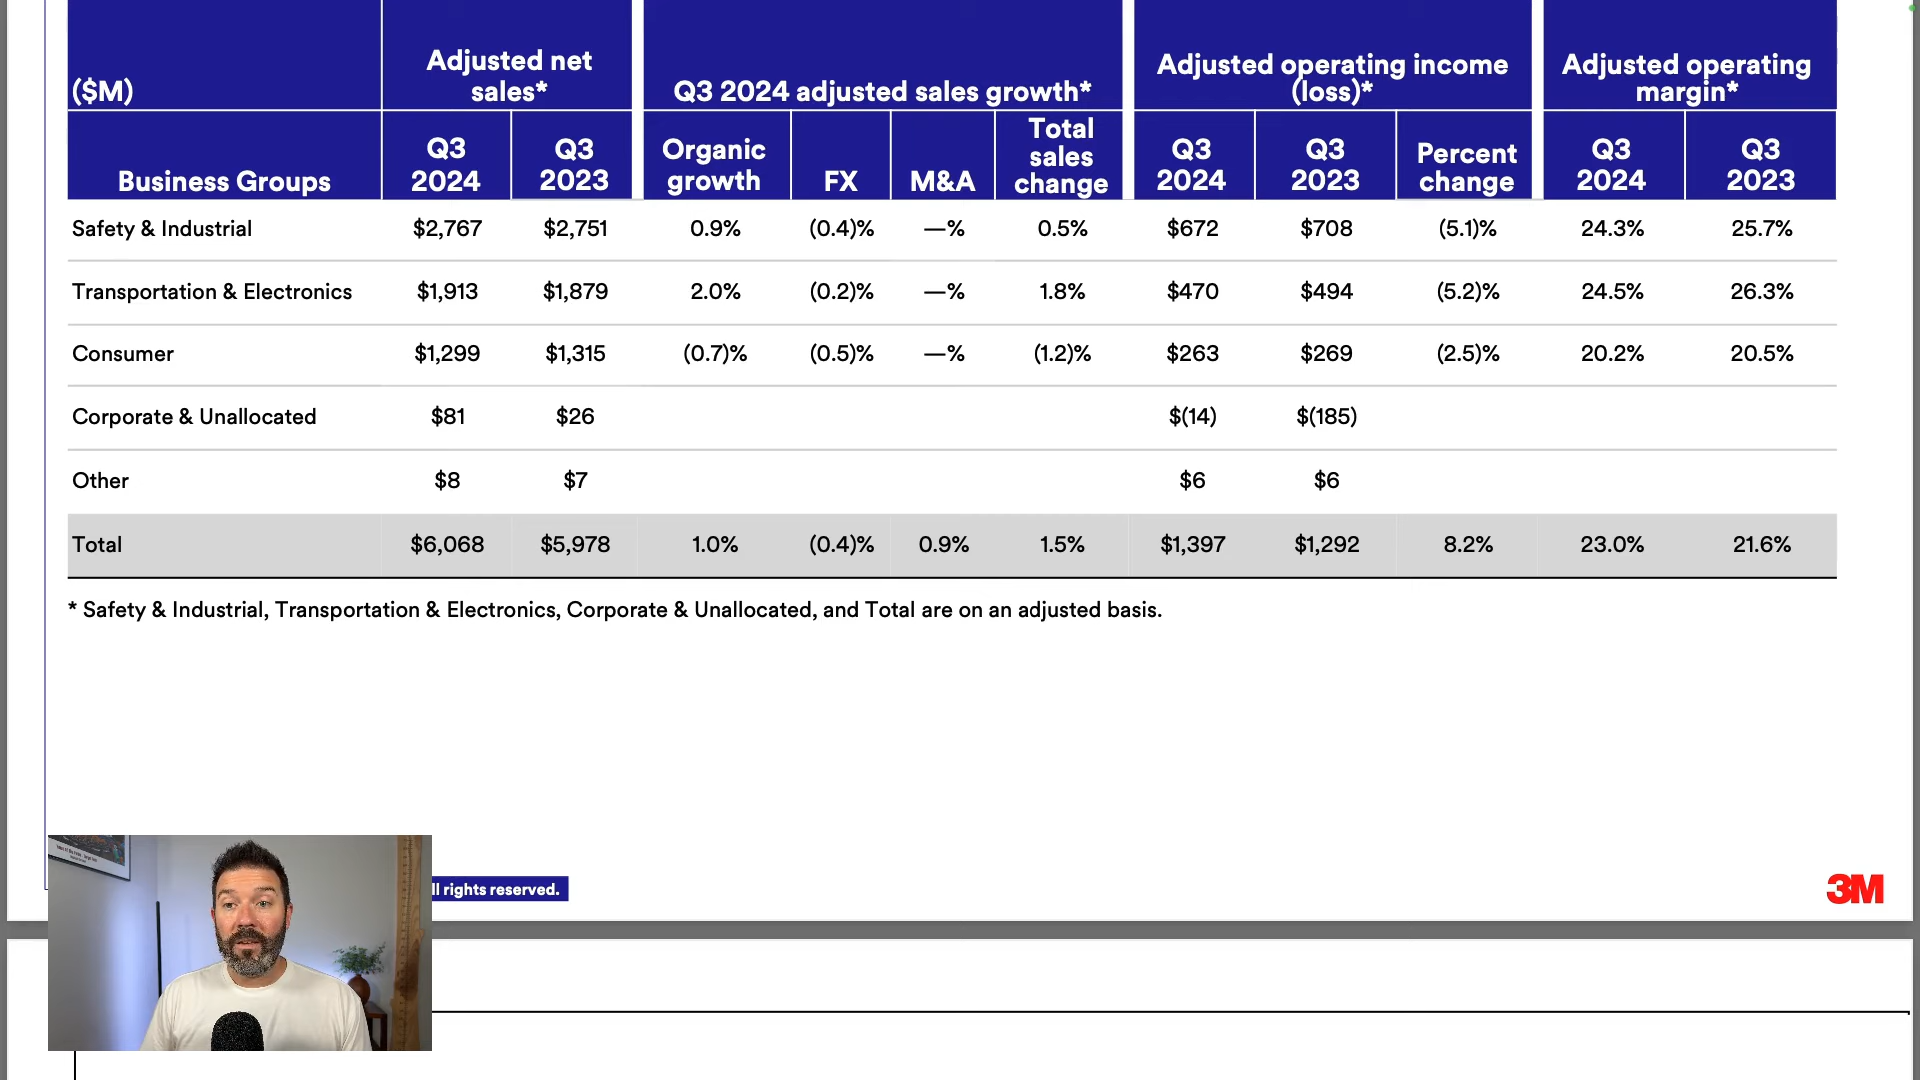 ($M) Adjusted net sales* Q3 2024 adjusted sales growth* Adjusted operating income (loss)* Adjusted operating margin*
Business Groups Q3 2024 Q3 2023 Organic growth FX M&A Total sales change Q3 2024 Q3 2023 Percent change Q3 2024 Q3 2023
Safety & Industrial $2,767 $2,751 0.9% (0.4)% —% 0.5% $672 $708 (5.1)% 24.3% 25.7%
Transportation & Electronics $1,913 $1,879 2.0% (0.2)% —% 1.8% $470 $494 (5.2)% 24.5% 26.3%
Consumer $1,299 $1,315 (0.7)% (0.5)% —% (1.2)% $263 $269 (2.5)% 20.2% 20.5%
Corporate & Unallocated $81 $26 $(14) $(185)
Other $8 $7 $6 $6
Total $6,068 $5,978 1.0% (0.4)% 0.9% 1.5% $1,397 $1,292 8.2% 23.0% 21.6%
* Safety & Industrial, Transportation & Electronics, Corporate & Unallocated, and Total are on an adjusted basis.
ll rights reserved.
3M